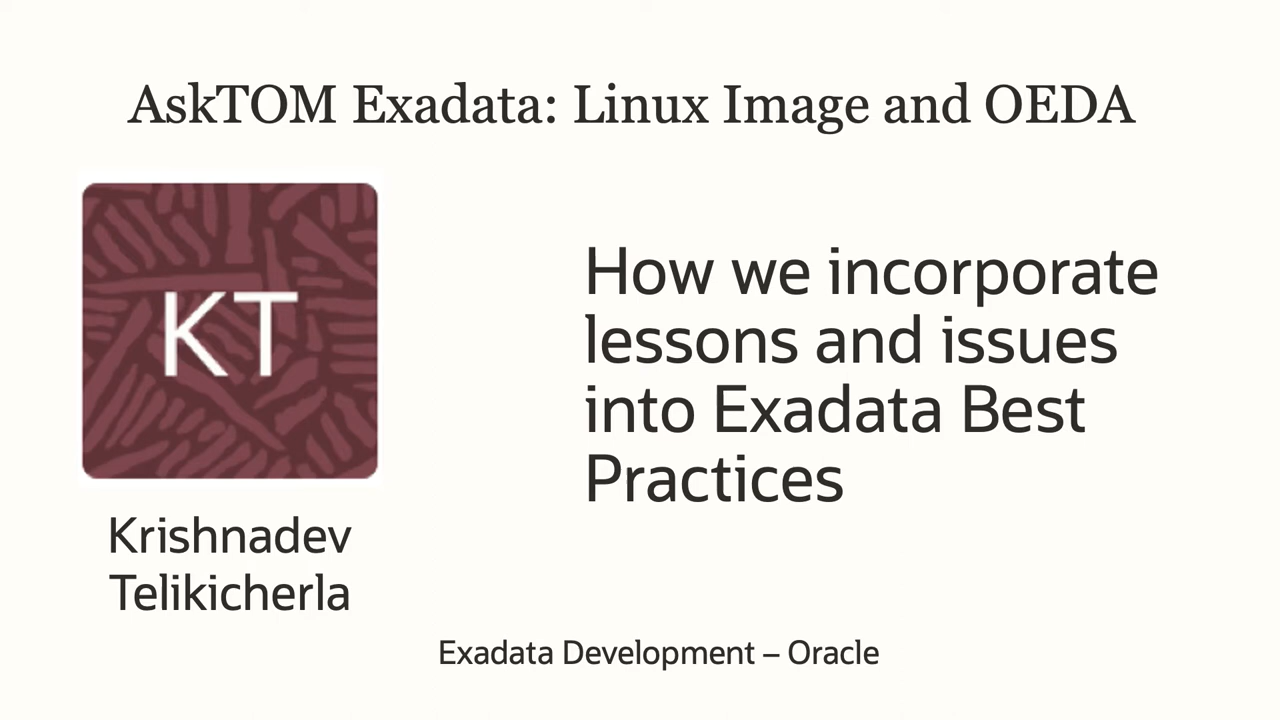 AskTOM Exadata: Linux Image and OEDA
KT
How we incorporate
lessons and issues
into Exadata Best
Practices
Krishnadev
Telikicherla
Exadata Development – Oracle